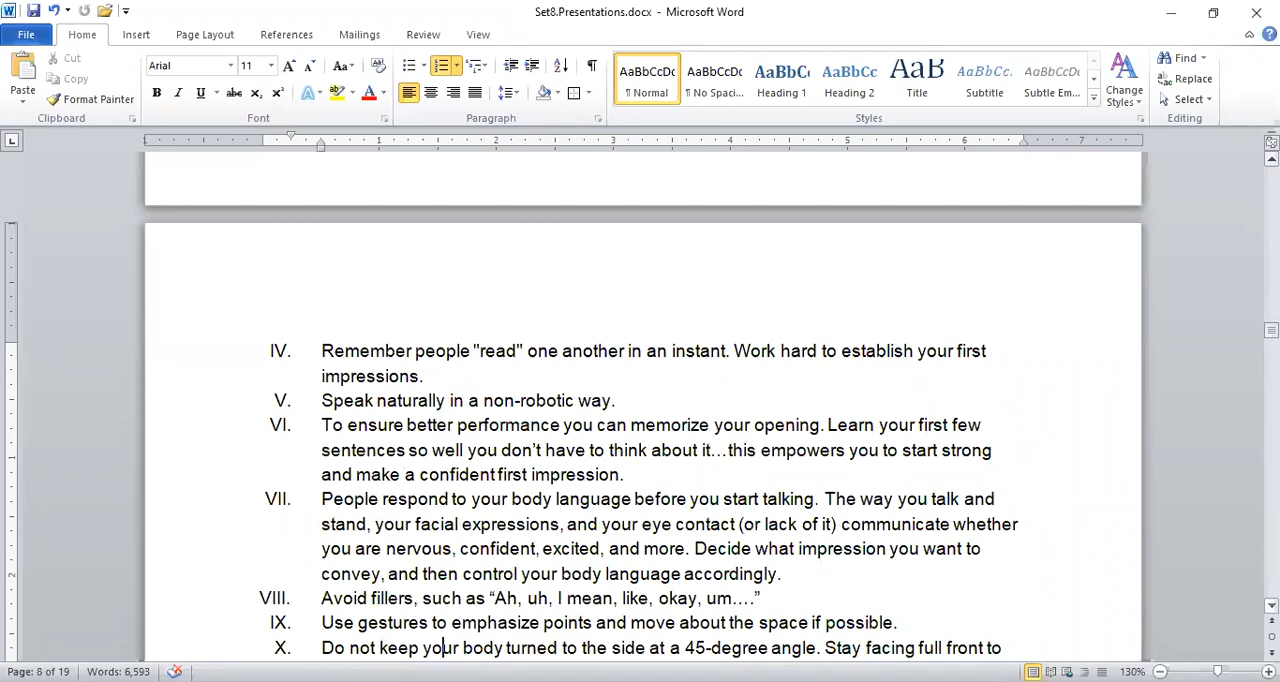 Set8.Presentations.docx - Microsoft Word
File Home Insert Page Layout References Mailings Review View
Paste
Cut
Copy
Format Painter
Clipboard
Arial 11
Font
Paragraph
AaBbCcDc AaBbCcDc AaBbC AaBbCc AaB AaBbCc. AaBbCcDc
¶ Normal ¶ No Spaci... Heading 1 Heading 2 Title Subtitle Subtle Em...
Styles
Change Styles
Find
Replace
Select
Editing
1 1 2 3 4 5 6 7
IV. Remember people "read" one another in an instant. Work hard to establish your first
impressions.
V. Speak naturally in a non-robotic way.
VI. To ensure better performance you can memorize your opening. Learn your first few
sentences so well you don’t have to think about it…this empowers you to start strong
and make a confident first impression.
VII. People respond to your body language before you start talking. The way you talk and
stand, your facial expressions, and your eye contact (or lack of it) communicate whether
you are nervous, confident, excited, and more. Decide what impression you want to
convey, and then control your body language accordingly.
VIII. Avoid fillers, such as “Ah, uh, I mean, like, okay, um….”
IX. Use gestures to emphasize points and move about the space if possible.
X. Do not keep your body turned to the side at a 45-degree angle. Stay facing full front to
Page: 8 of 19 Words: 6,593 130%